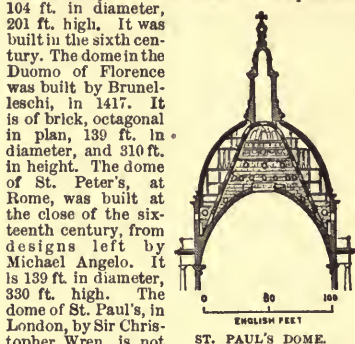 104 ft. in diameter,
201 ft. high. It was
built in the sixth cen-
tury. The dome in the
Duomo of Florence
was built by Brunel-
leschi, in 1417. It
is of brick, octagonal
in plan, 139 ft. in
diameter, and 310 ft.
in height. The dome
of St. Peter's, at
Rome, was built at
the close of the six-
teenth century, from
designs left by
Michael Angelo. It
is 139 ft. in diameter,
330 ft. high. The
dome of St. Paul's, in
London, by Sir Chris-
topher Wren, is not
0 50 100
ENGLISH FEET
ST. PAUL'S DOME.